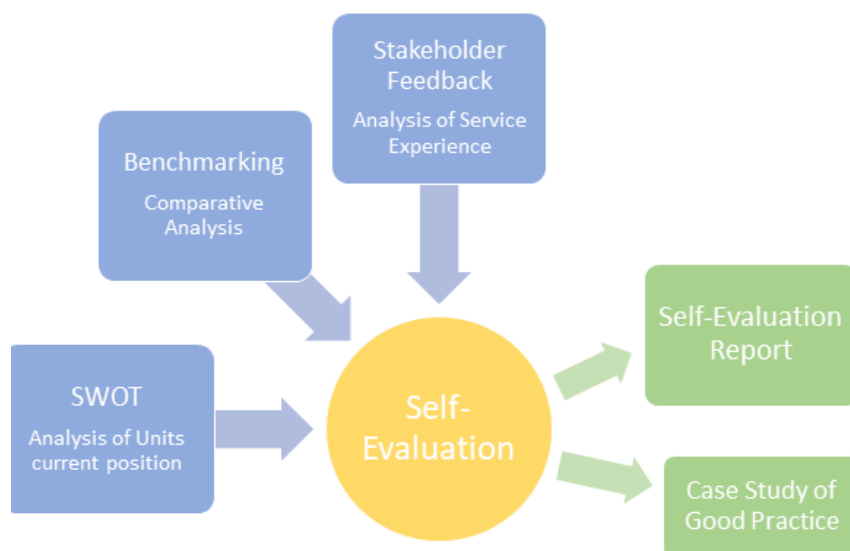 Stakeholder
Feedback
Analysis of Service
Experience
Benchmarking
Comparative
Analysis
SWOT
Analysis of Units
current position
Self-
Evaluation
Self-Evaluation
Report
Case Study of
Good Practice